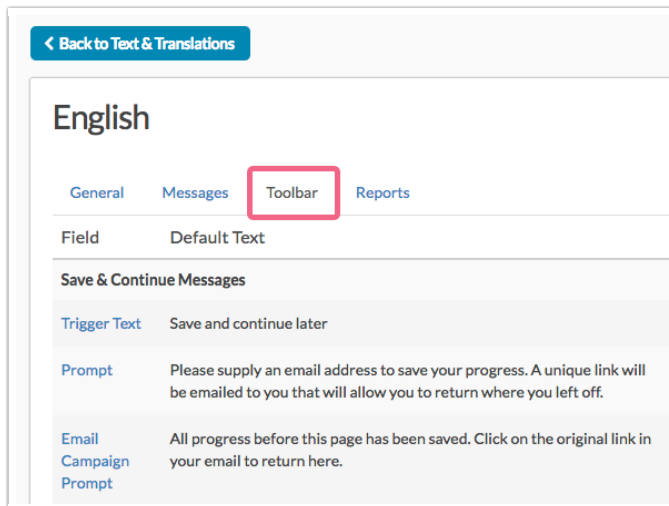 Back to Text & Translations
English
General Messages Toolbar Reports
Field Default Text
Save & Continue Messages
Trigger Text Save and continue later
Prompt Please supply an email address to save your progress. A unique link will
be emailed to you that will allow you to return where you left off.
Email All progress before this page has been saved. Click on the original link in
Campaign your email to return here.
Prompt